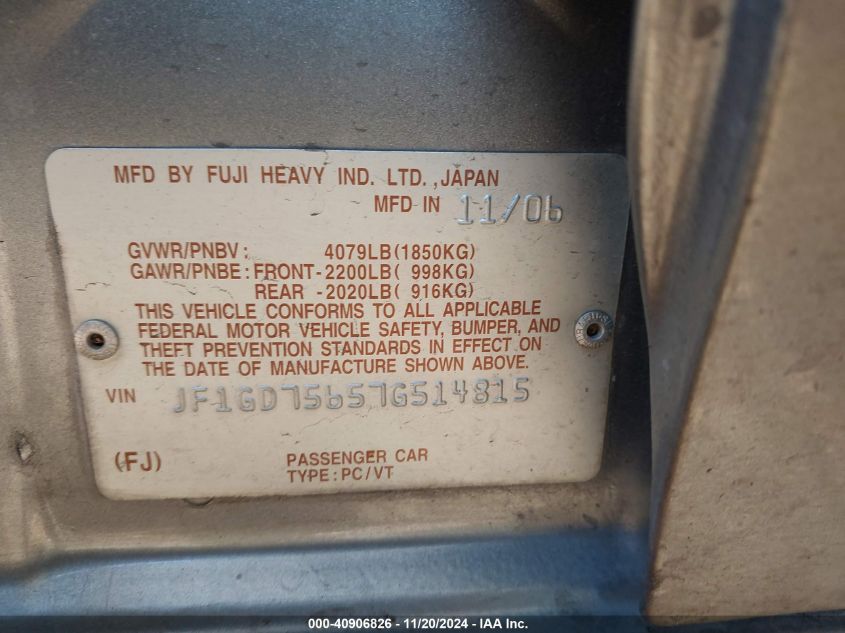 MFD BY FUJI HEAVY IND. LTD.,JAPAN
MFD IN 11/06
GVWR/PNBV: 4079LB(1850KG)
GAWR/PNBE: FRONT-2200LB( 998KG)
REAR -2020LB( 916KG)
THIS VEHICLE CONFORMS TO ALL APPLICABLE
FEDERAL MOTOR VEHICLE SAFETY, BUMPER, AND
THEFT PREVENTION STANDARDS IN EFFECT ON
THE DATE OF MANUFACTURE SHOWN ABOVE.
VIN JF1GD75657G514815
(FJ) PASSENGER CAR
TYPE:PC/VT
000-40906826 - 11/20/2024 - IAA Inc.